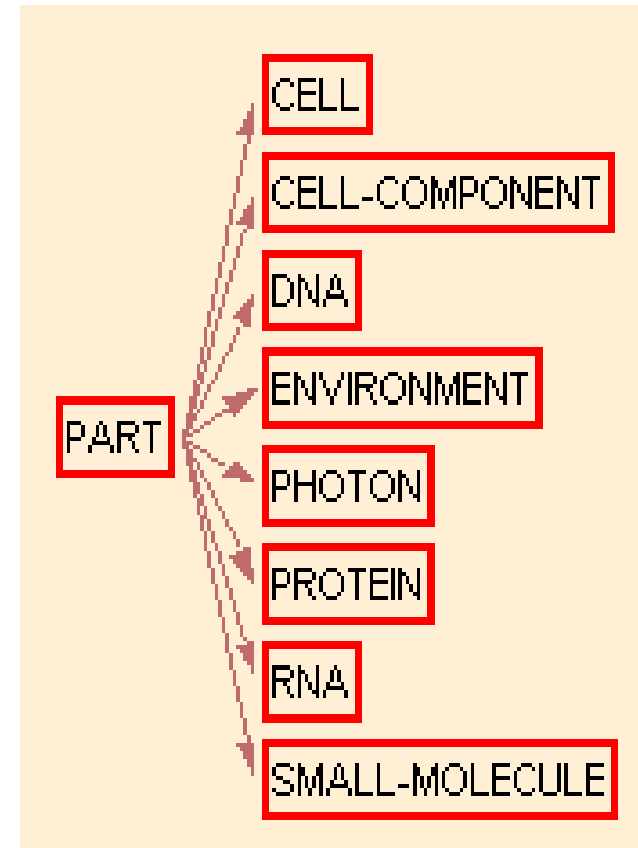 CELL
CELL-COMPONENT
DNA
ENVIRONMENT
PART
PHOTON
PROTEIN
RNA
SMALL-MOLECULE